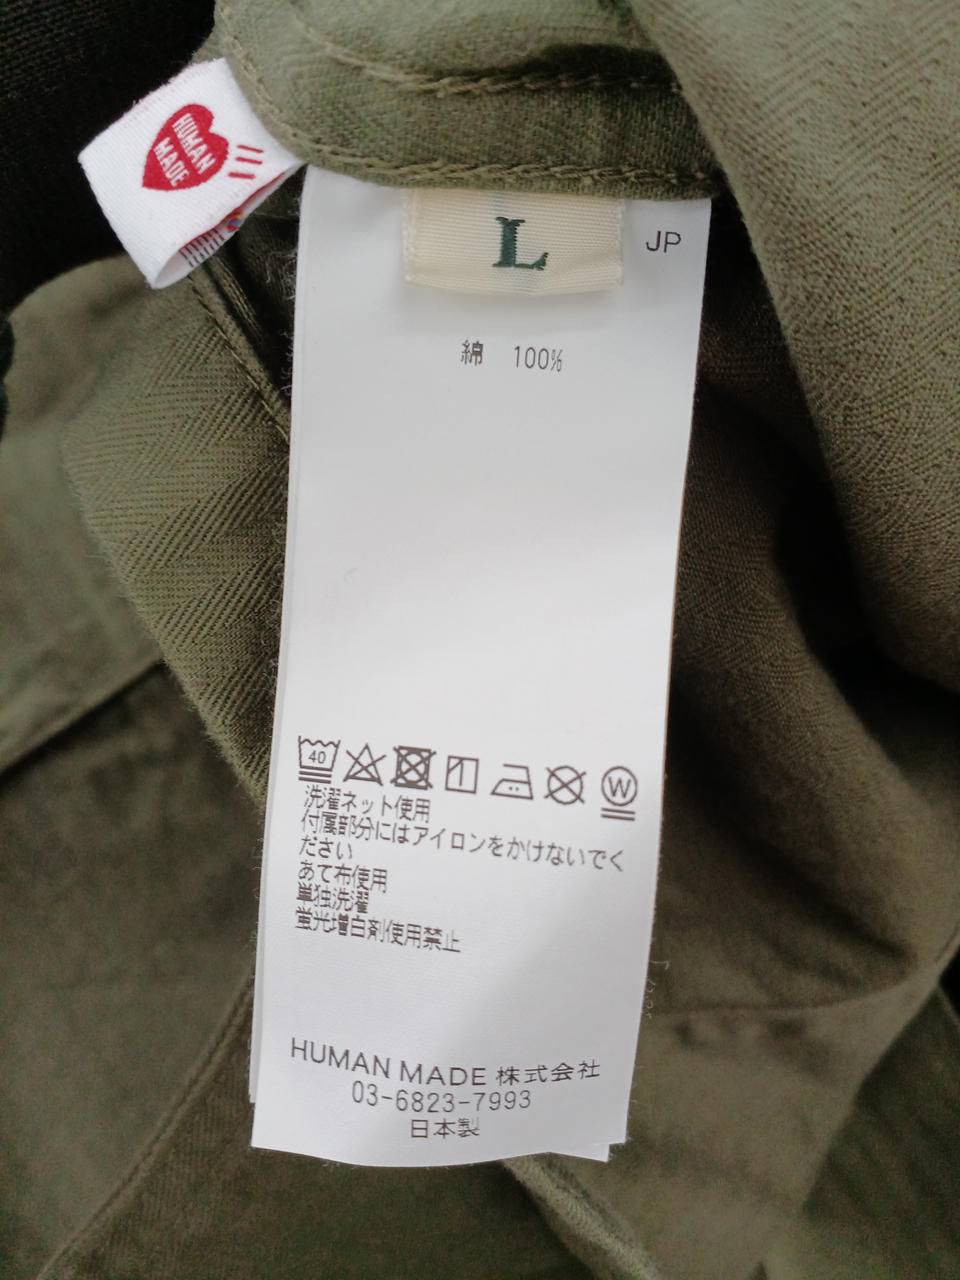 HUMAN
MADE
L
JP
綿 100%
40
W
洗濯ネット使用
付属部分にはアイロンをかけないでく
ださい
あて布使用
単独洗濯
蛍光増白剤使用禁止
HUMAN MADE 株式会社
03-6823-7993
日本製